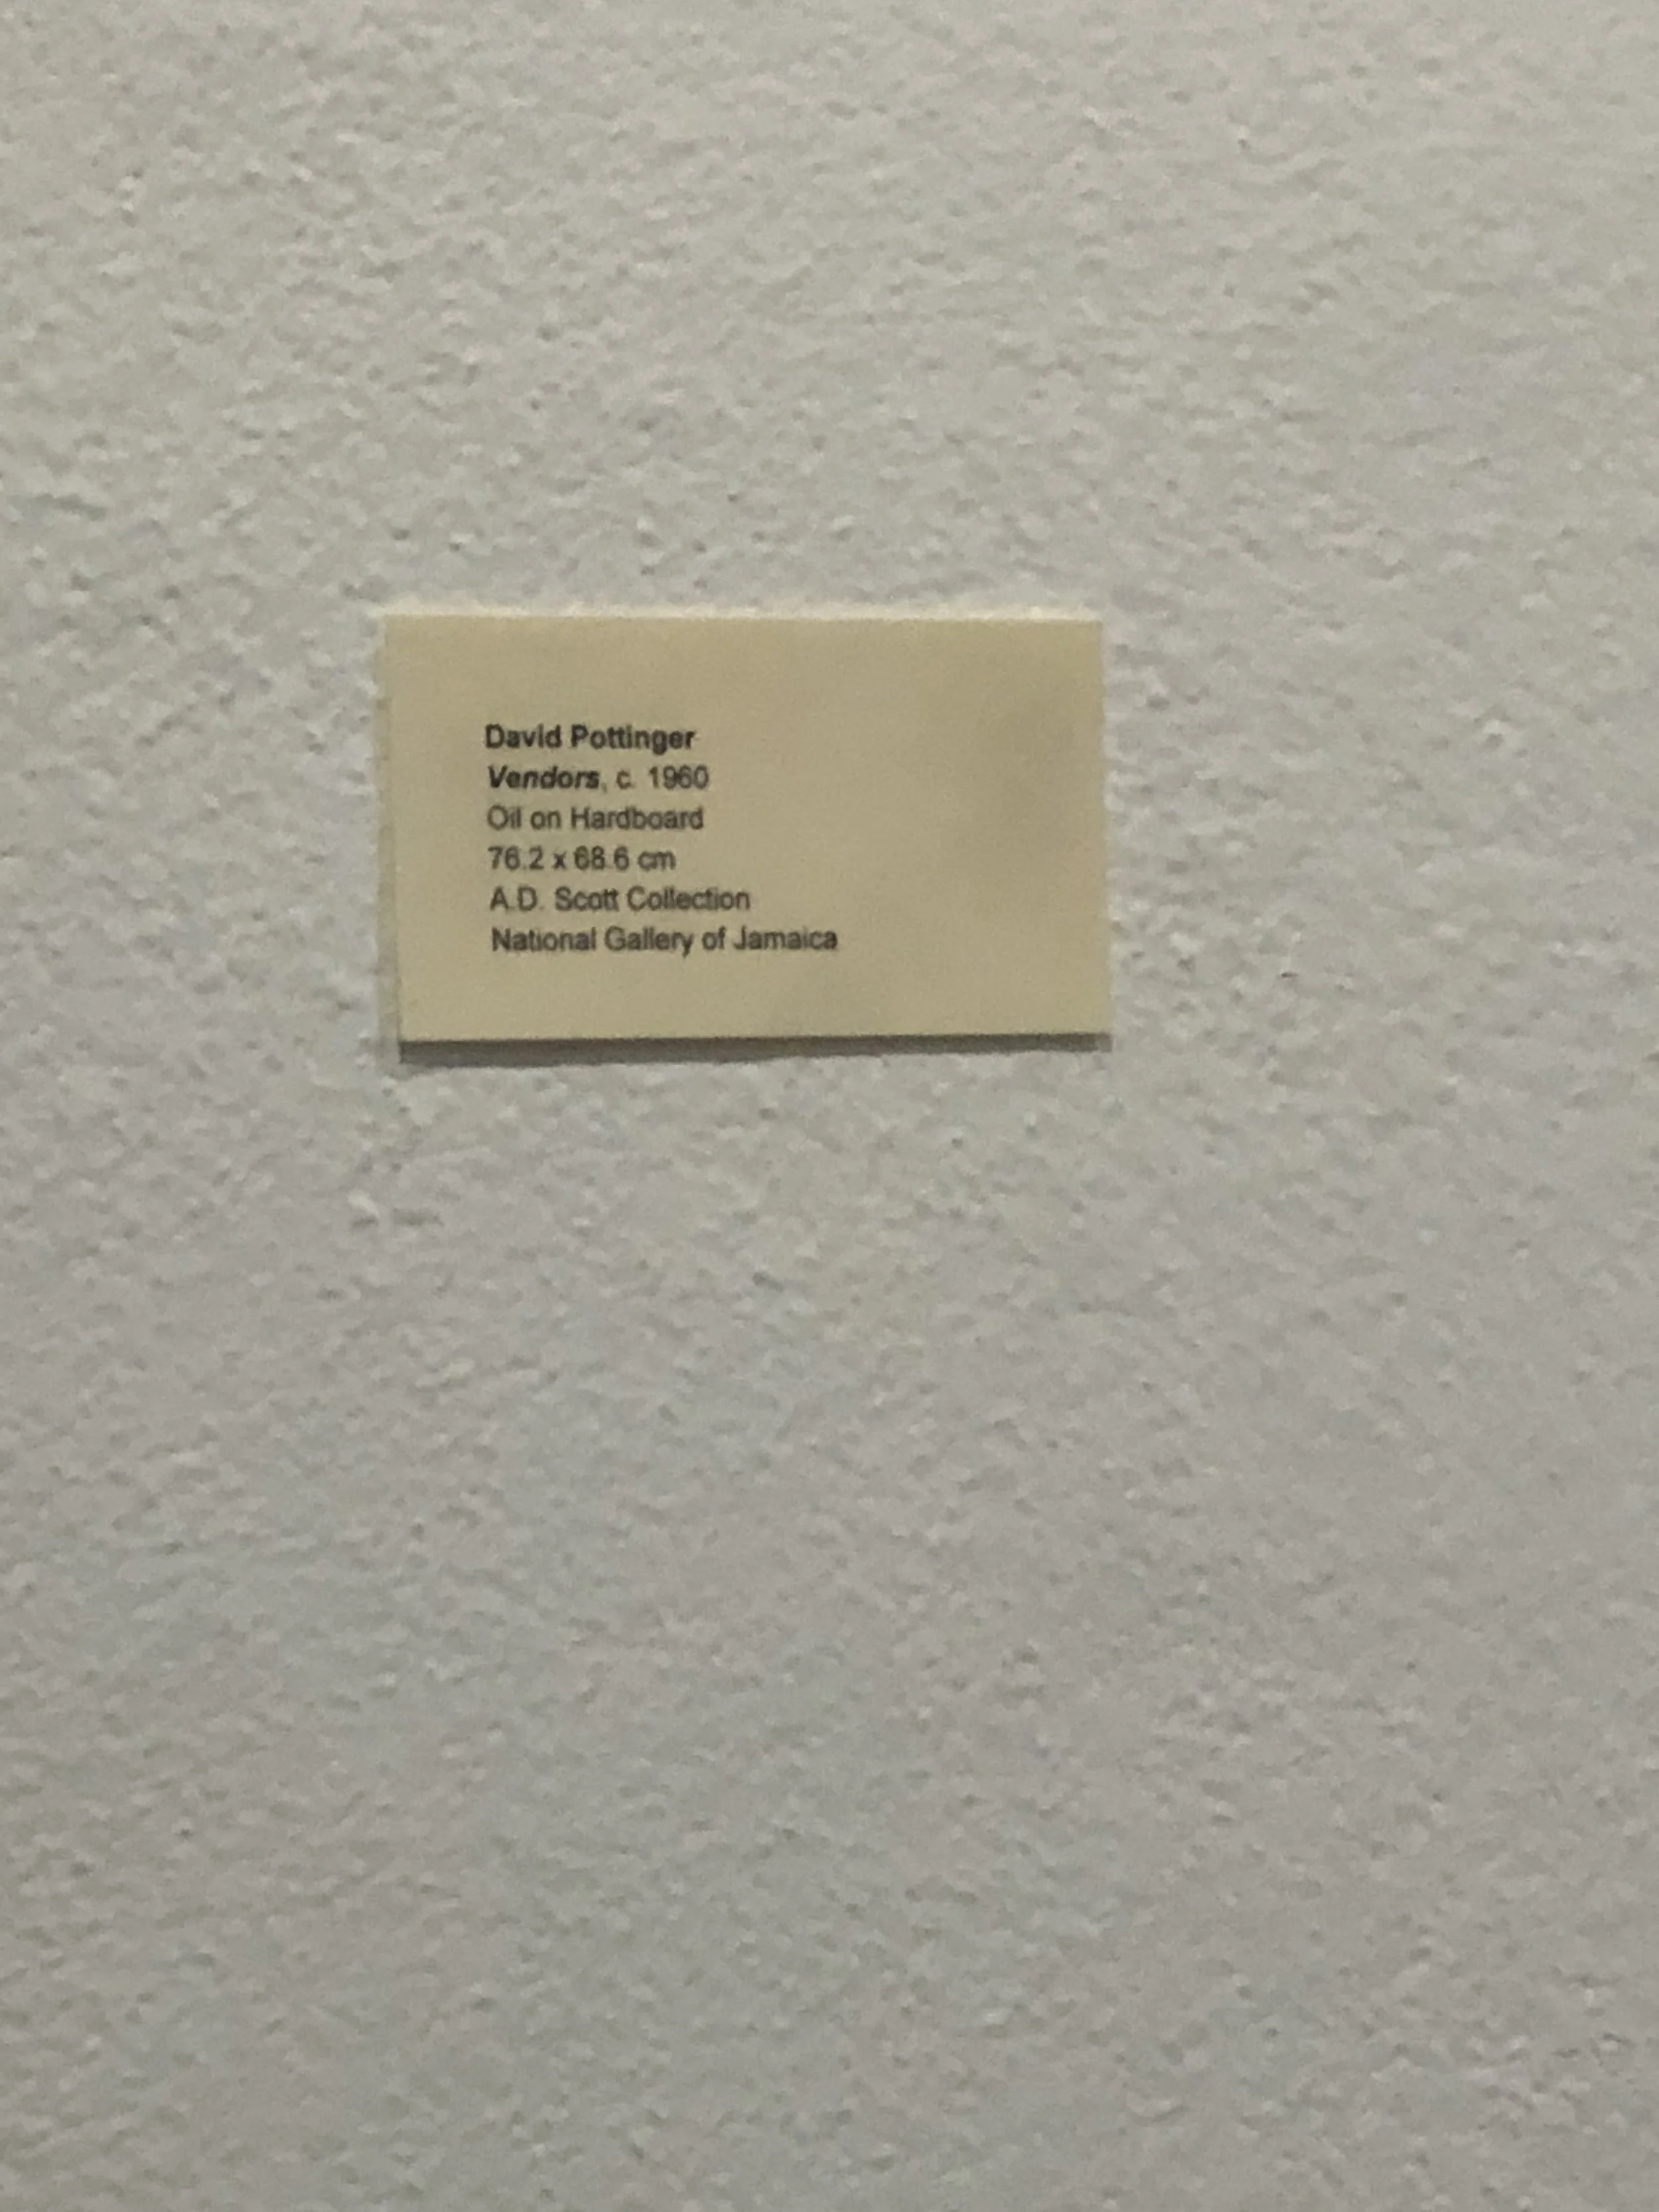 David Pottinger
Vendors, c. 1960
Oil on Hardboard
76.2 x 68.6 cm
A.D. Scott Collection
National Gallery of Jamaica